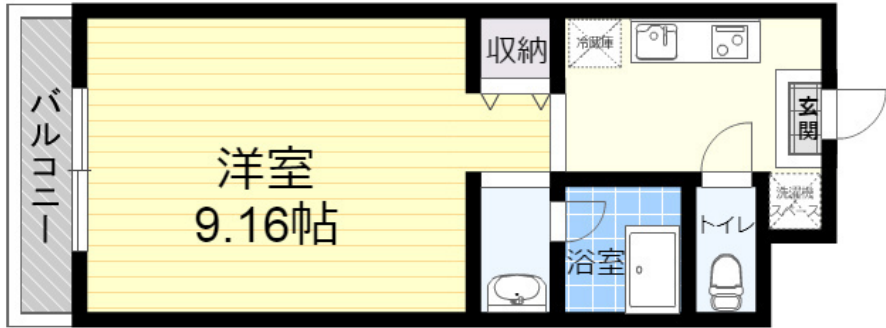 バルコニー
洋室
9.16帖
収納
冷蔵庫
玄関
洗濯機
スペース
トイレ
浴室